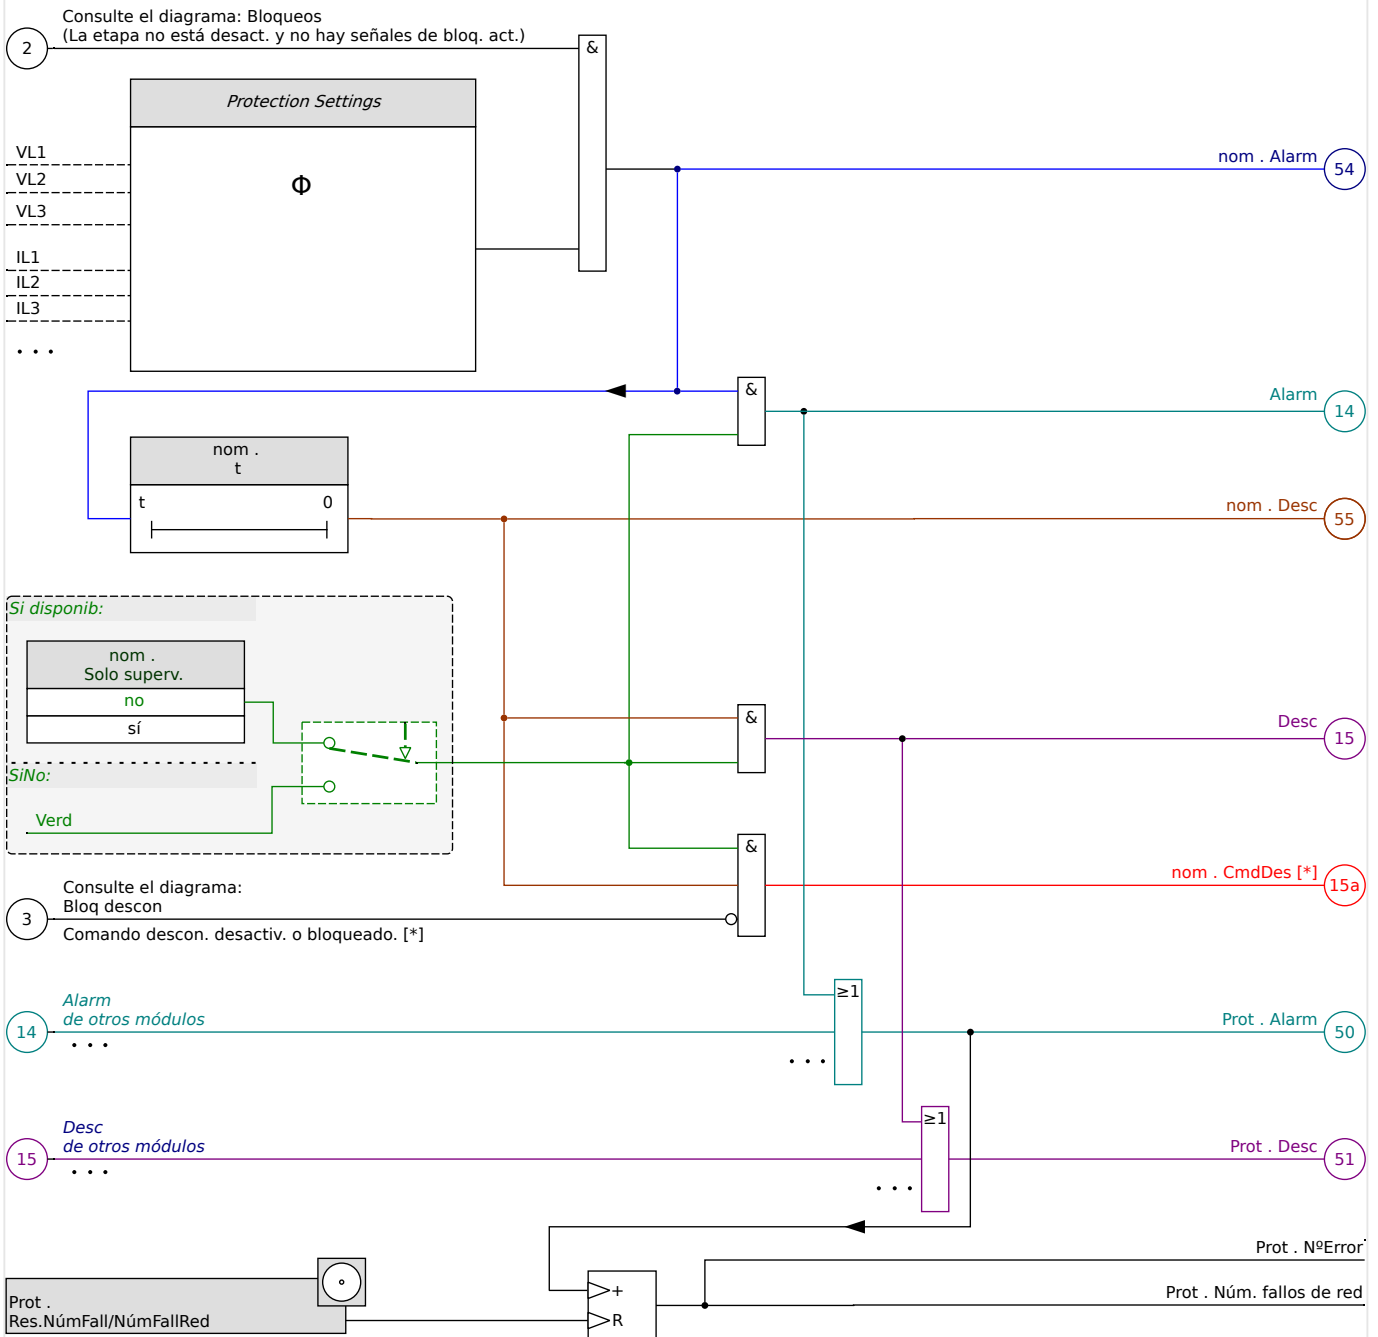 Consulte el diagrama: Bloqueos
(La etapa no está desact. y no hay señales de bloq. act.)
2
&
Protection Settings
Φ
VL1
VL2
VL3
IL1
IL2
IL3
. . .
nom . Alarm
54
&
Alarm
14
nom .
t
t 0
nom . Desc
55
Si disponib:
nom .
Solo superv.
no
sí
SiNo:
Verd
&
Desc
15
&
nom . CmdDes [*]
15a
Consulte el diagrama:
Bloq descon
3
Comando descon. desactiv. o bloqueado. [*]
≥1
Alarm
de otros módulos
14
. . .
. . .
Prot . Alarm
50
≥1
Desc
de otros módulos
15
. . .
. . .
Prot . Desc
51
Prot . NºError
Prot . Núm. fallos de red
+
R
Prot .
Res.NúmFall/NúmFallRed